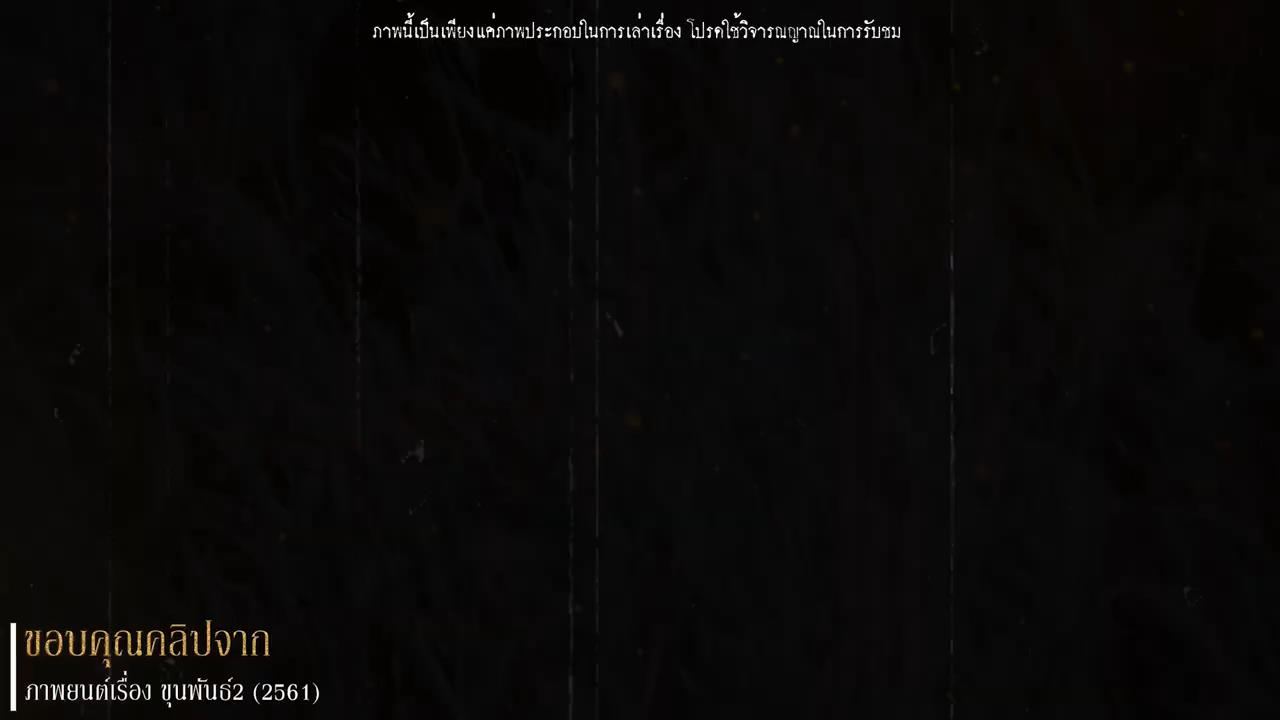 ภาพนี้เป็นเพียงแค่ภาพประกอบในการเล่าเรื่อง โปรดใช้วิจารณญาณในการรับชม
ขอบคุณคลิปจาก
ภาพยนต์เรื่อง ขุนพันธ์2 (2561)